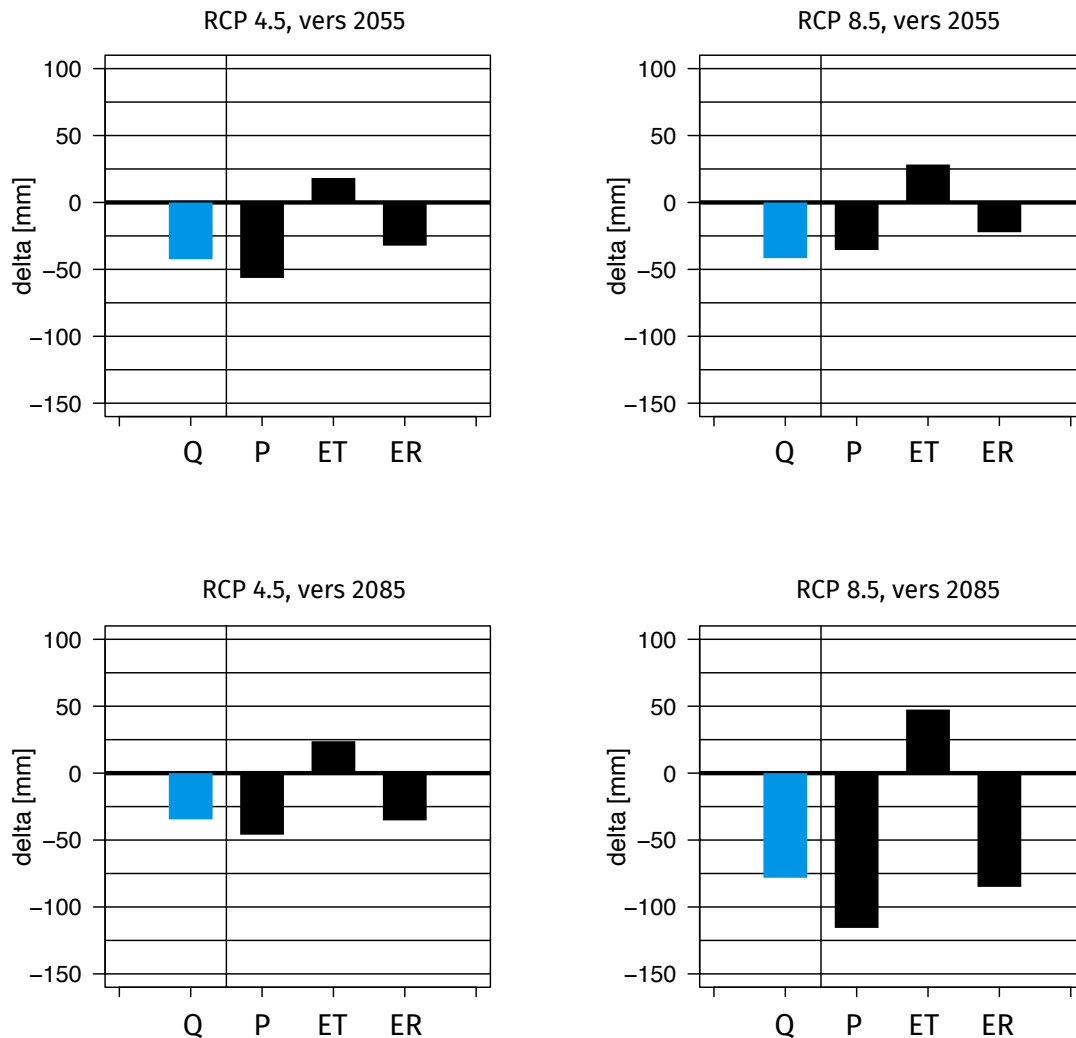 RCP 4.5, vers 2055
delta [mm]
100
50
0
−50
−100
−150
Q P ET ER
RCP 8.5, vers 2055
delta [mm]
100
50
0
−50
−100
−150
Q P ET ER
RCP 4.5, vers 2085
delta [mm]
100
50
0
−50
−100
−150
Q P ET ER
RCP 8.5, vers 2085
delta [mm]
100
50
0
−50
−100
−150
Q P ET ER